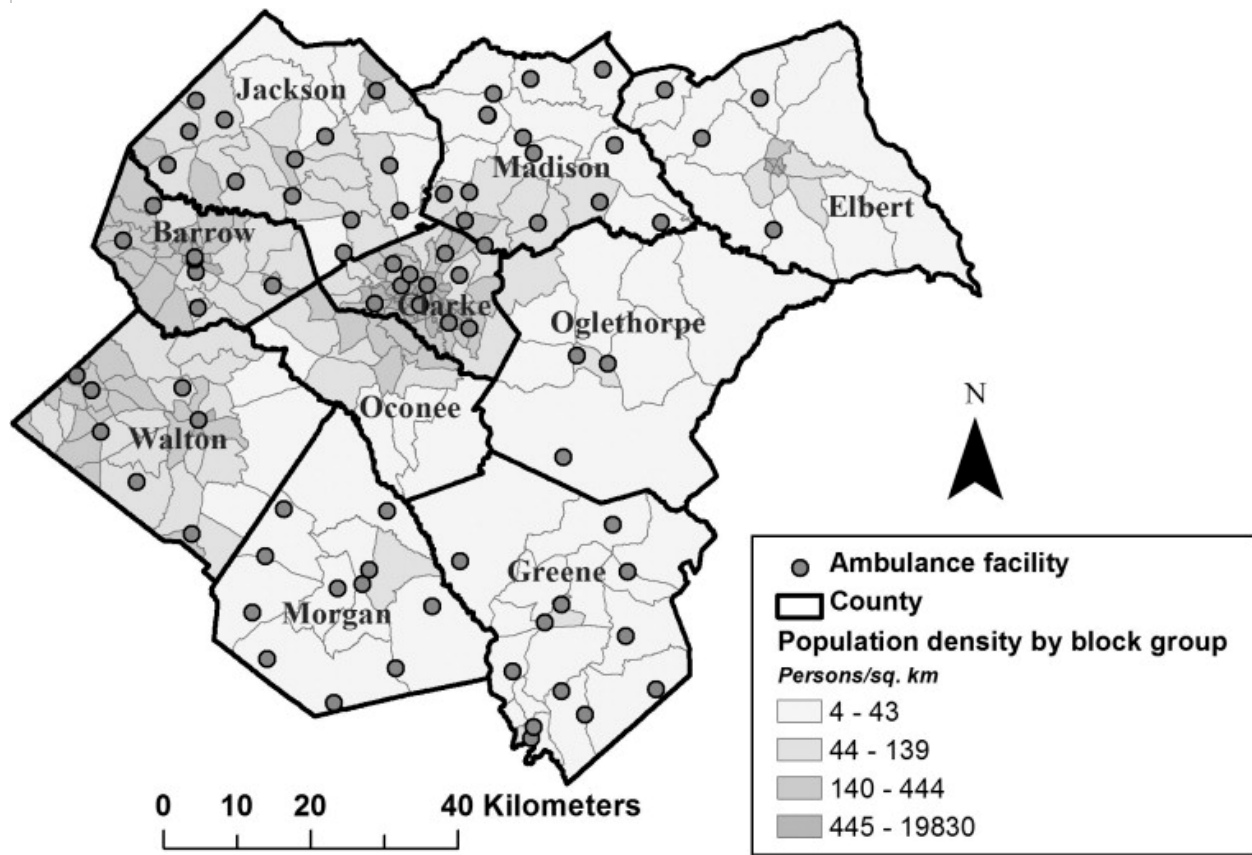 Jackson
Madison
Elbert
Barrow
Clarke
Oglethorpe
Oconee
Walton
N
Greene
Morgan
Ambulance facility
County
Population density by block group
Persons/sq. km
4 - 43
44 - 139
140 - 444
445 - 19830
0 10 20 40 Kilometers